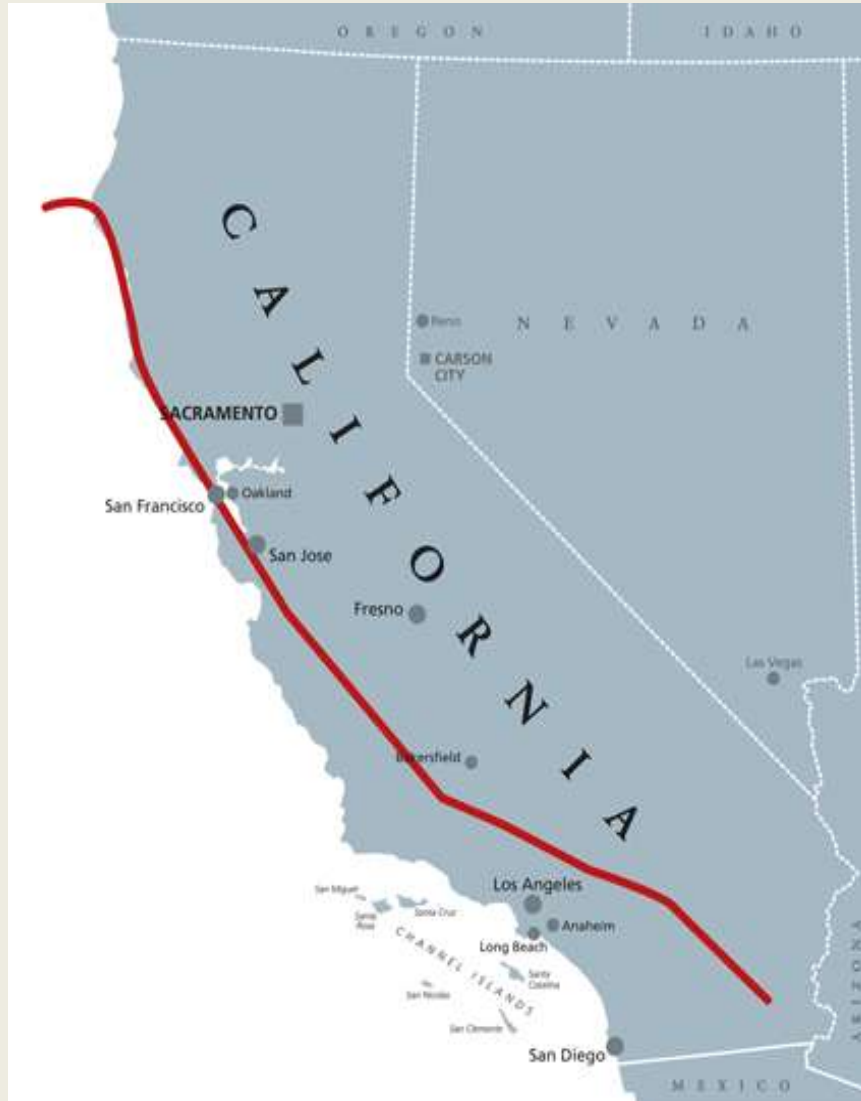 OREGON
IDAHO
CALIFORNIA
Reno
NEVADA
CARSON
CITY
SACRAMENTO
Oakland
San Francisco
San Jose
Fresno
Las Vegas
Bakersfield
Los Angeles
San Miguel
Santa
Rosa
Santa Cruz
Anaheim
Long Beach
CHANNEL ISLANDS
Santy
Catalina
San Nicolas
San Clemente
San Diego
ARIZONA
MEXICO